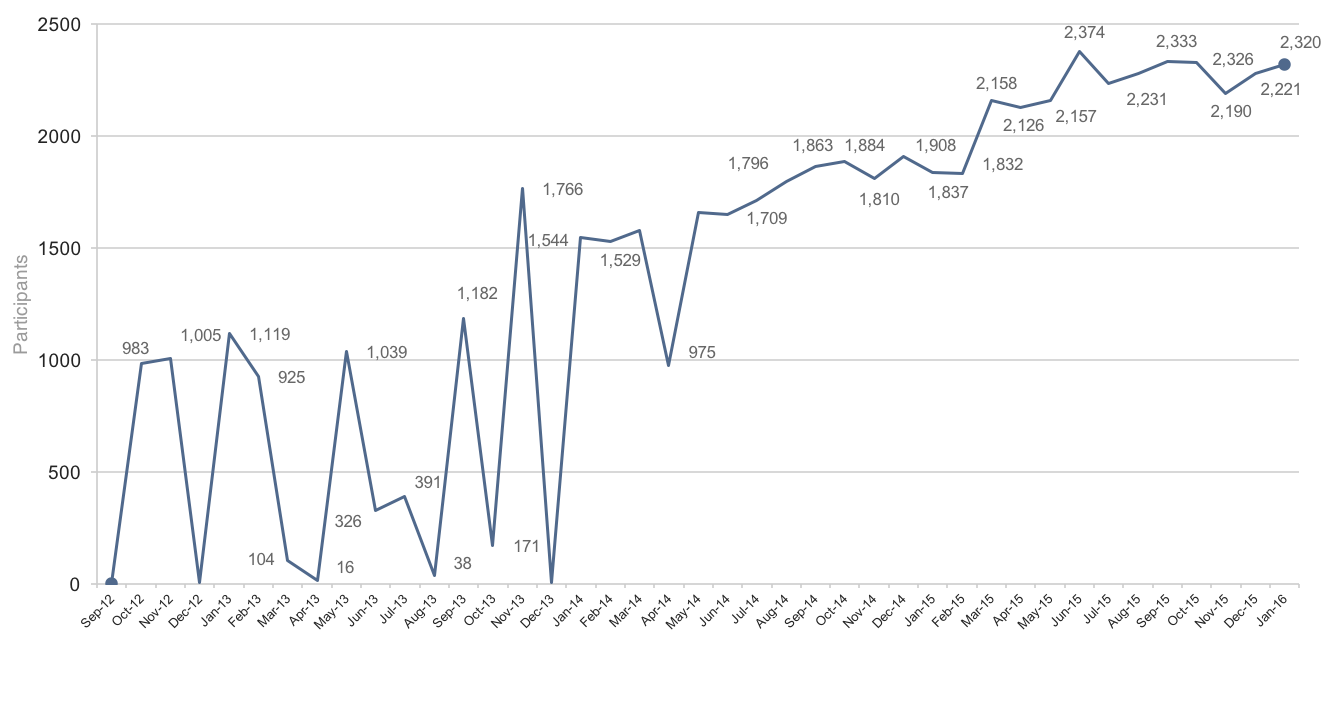 2500
2,374
2,333
2,320
2,326
2,158
2,221
2,231
2,190
2,126
2,157
2000
1,863
1,884
1,908
1,796
1,832
1,766
1,837
1,810
1,709
1500
1,544
1,529
Participants
1,182
1,005
1,119
983
1,039
975
1000
925
391
500
326
171
104
16
38
0
Sep-12
Oct-12
Nov-12
Dec-12
Jan-13
Feb-13
Mar-13
Apr-13
May-13
Jun-13
Jul-13
Aug-13
Sep-13
Oct-13
Nov-13
Dec-13
Jan-14
Feb-14
Mar-14
Apr-14
May-14
Jun-14
Jul-14
Aug-14
Sep-14
Oct-14
Nov-14
Dec-14
Jan-15
Feb-15
Mar-15
Apr-15
May-15
Jun-15
Jul-15
Aug-15
Sep-15
Oct-15
Nov-15
Dec-15
Jan-16